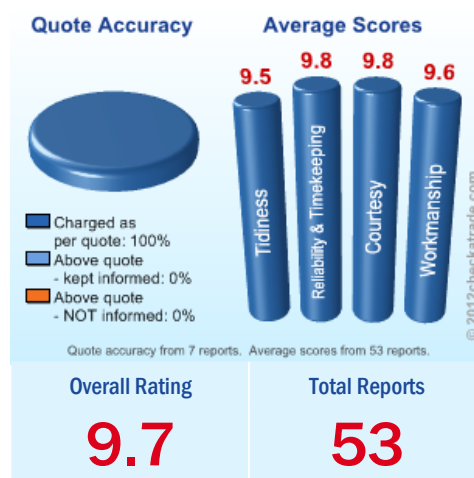 Quote Accuracy
Average Scores
9.5
9.8
9.8
9.6
Tidiness
Reliability & Timekeeping
Courtesy
Workmanship
Charged as
per quote: 100%
Above quote
- kept informed: 0%
Above quote
- NOT informed: 0%
© 2012checkatrade.com
Quote accuracy from 7 reports. Average scores from 53 reports.
Overall Rating
Total Reports
9.7
53